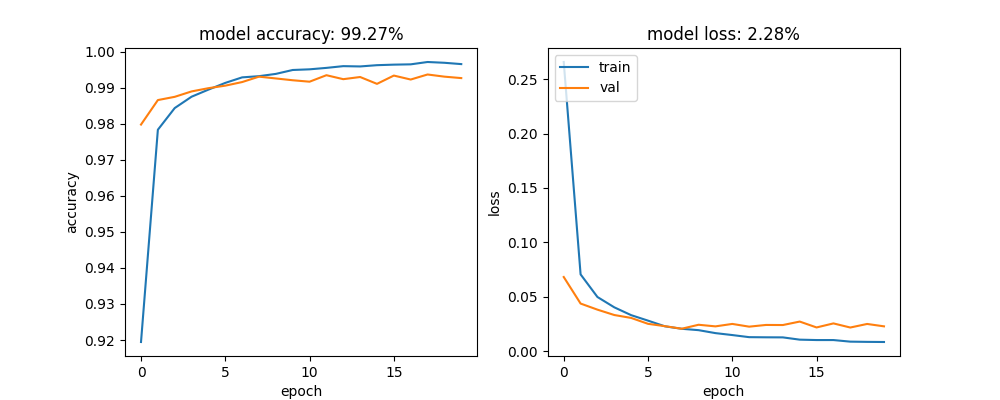 model accuracy: 99.27%
1.00
0.99
0.98
0.97
0.96
0.95
0.94
0.93
0.92
accuracy
0 5 10 15
epoch
model loss: 2.28%
train
val
0.25
0.20
0.15
0.10
0.05
0.00
loss
0 5 10 15
epoch